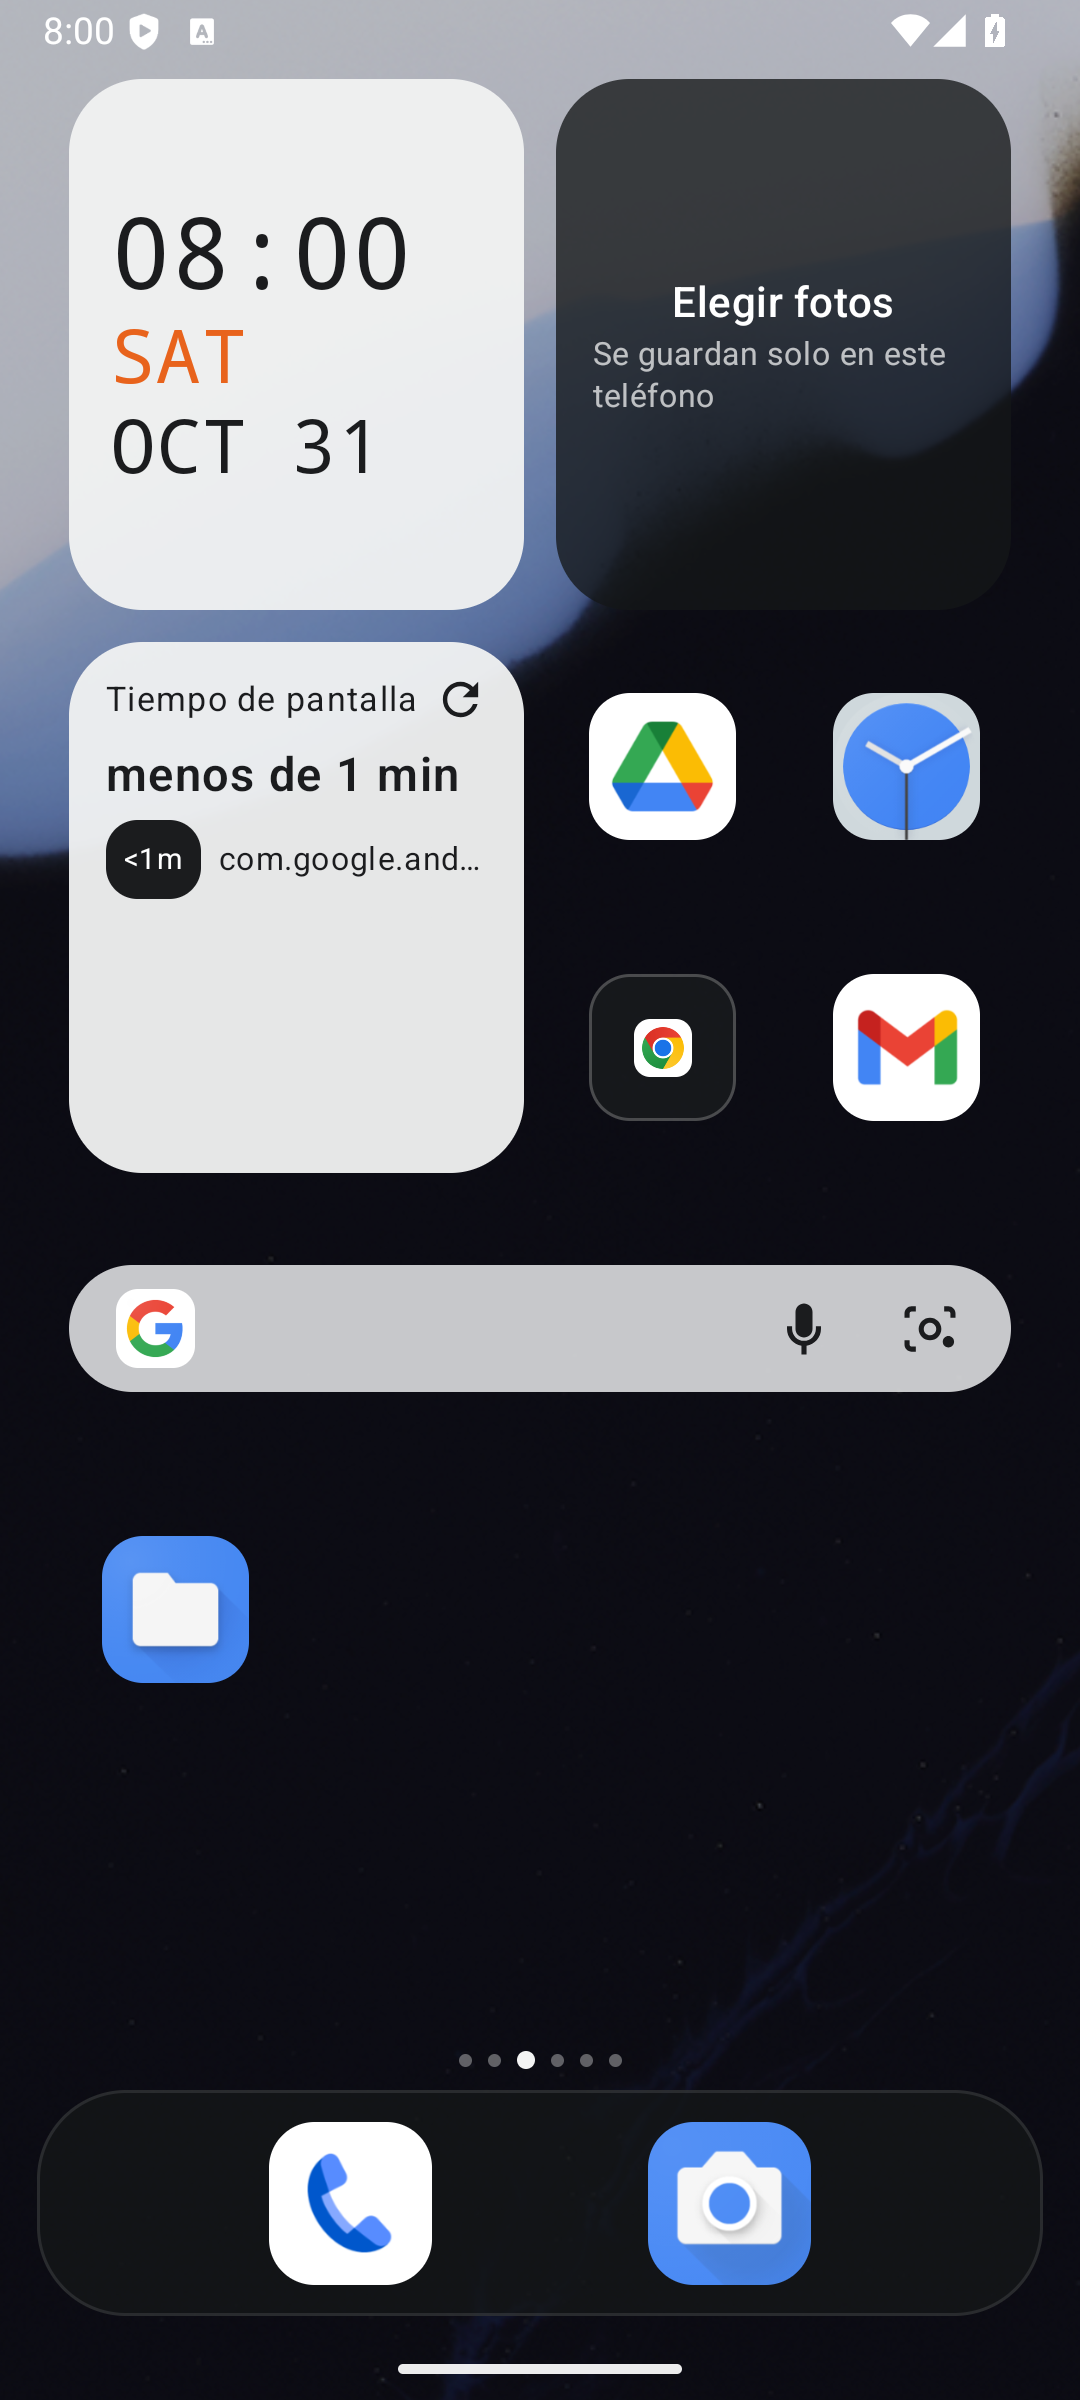 8:00
08:00
SAT
OCT 31
Elegir fotos
Se guardan solo en este
teléfono
Tiempo de pantalla
menos de 1 min
<1m com.google.and…